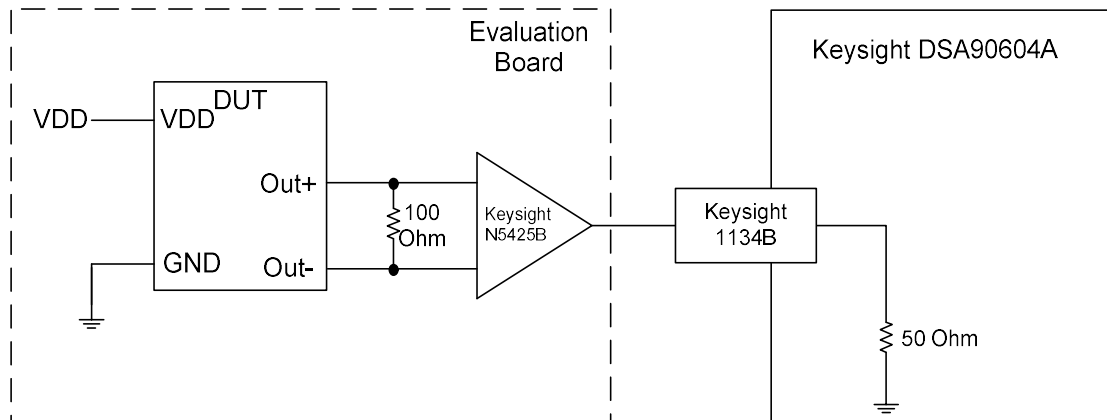 Evaluation
Board
Keysight DSA90604A
DUT
VDD
VDD
Out+
100
Ohm
Keysight
N5425B
Keysight
1134B
GND
Out-
50 Ohm